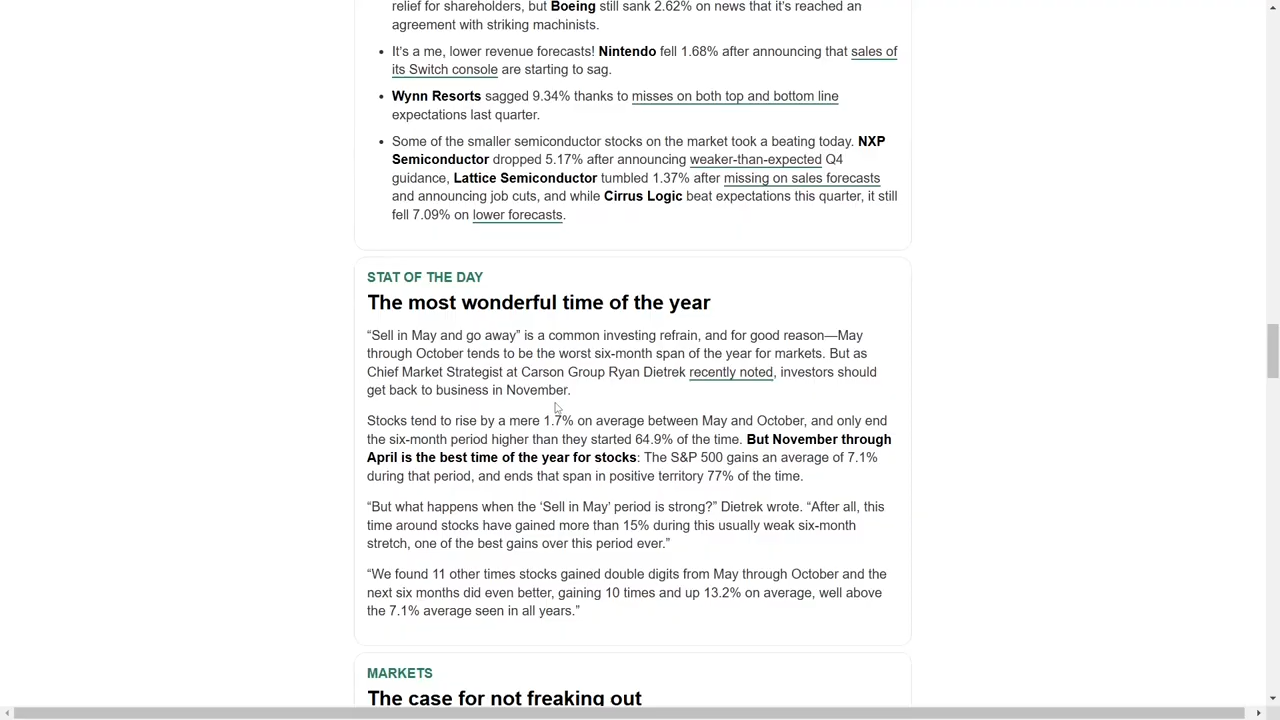 relief for shareholders, but Boeing still sank 2.62% on news that it's reached an
agreement with striking machinists.
• It's a me, lower revenue forecasts! Nintendo fell 1.68% after announcing that sales of
its Switch console are starting to sag.
• Wynn Resorts sagged 9.34% thanks to misses on both top and bottom line
expectations last quarter.
• Some of the smaller semiconductor stocks on the market took a beating today. NXP
Semiconductor dropped 5.17% after announcing weaker-than-expected Q4
guidance, Lattice Semiconductor tumbled 1.37% after missing on sales forecasts
and announcing job cuts, and while Cirrus Logic beat expectations this quarter, it still
fell 7.09% on lower forecasts.
STAT OF THE DAY
The most wonderful time of the year
“Sell in May and go away” is a common investing refrain, and for good reason—May
through October tends to be the worst six-month span of the year for markets. But as
Chief Market Strategist at Carson Group Ryan Dietrek recently noted, investors should
get back to business in November.
Stocks tend to rise by a mere 1.7% on average between May and October, and only end
the six-month period higher than they started 64.9% of the time. But November through
April is the best time of the year for stocks: The S&P 500 gains an average of 7.1%
during that period, and ends that span in positive territory 77% of the time.
“But what happens when the ‘Sell in May’ period is strong?” Dietrek wrote. “After all, this
time around stocks have gained more than 15% during this usually weak six-month
stretch, one of the best gains over this period ever.”
“We found 11 other times stocks gained double digits from May through October and the
next six months did even better, gaining 10 times and up 13.2% on average, well above
the 7.1% average seen in all years.”
MARKETS
The case for not freaking out